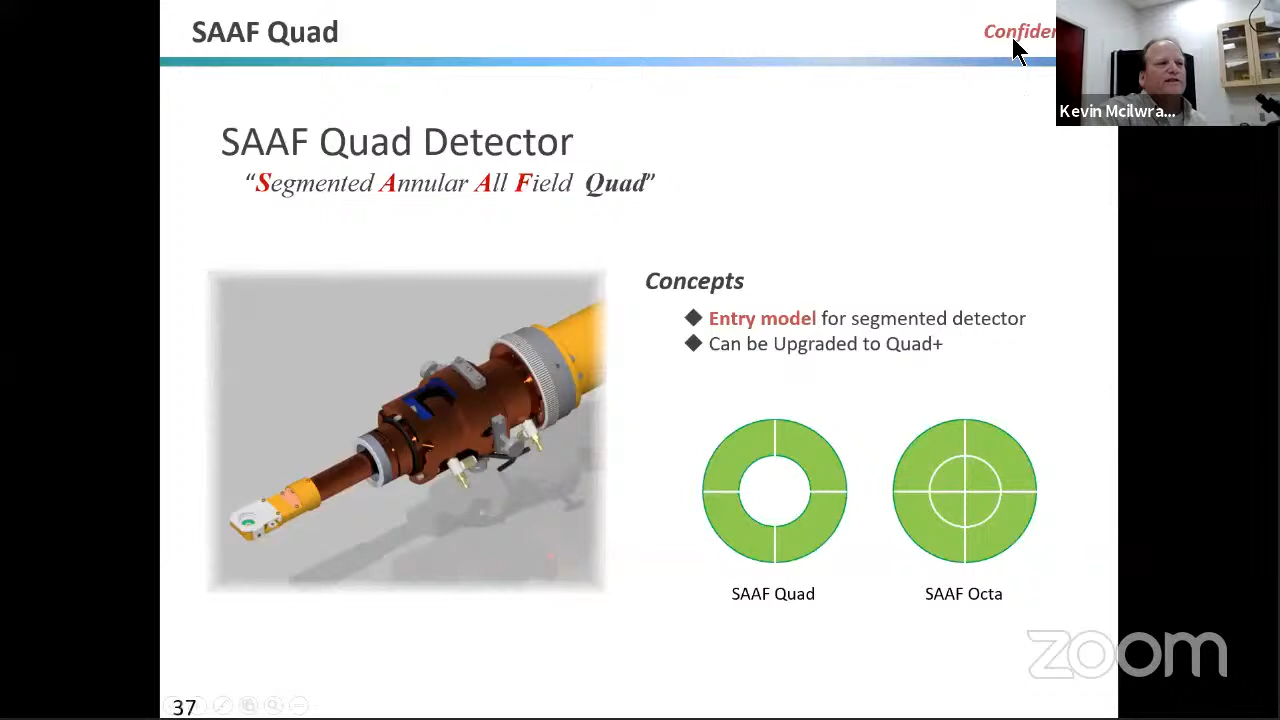 SAAF Quad
Confiden
Kevin Mcilwra...
SAAF Quad Detector
“Segmented Annular All Field Quad”
Concepts
◆ Entry model for segmented detector
◆ Can be Upgraded to Quad+
SAAF Quad
SAAF Octa
zoom
37